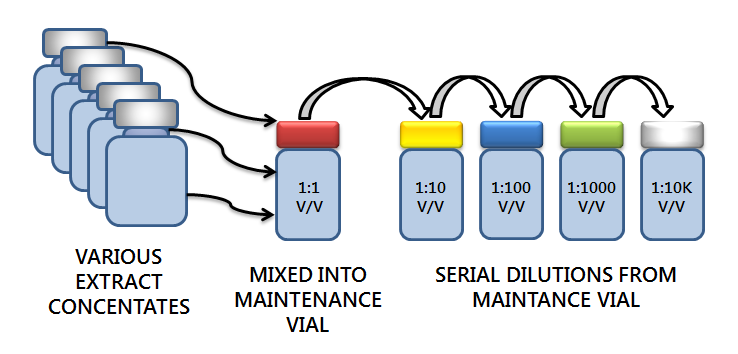 1:1
V/V
1:10
V/V
1:100
V/V
1:1000
V/V
1:10K
V/V
VARIOUS
EXTRACT
CONCENTATES
MIXED INTO
MAINTENANCE
VIAL
SERIAL DILUTIONS FROM
MAINTANCE VIAL